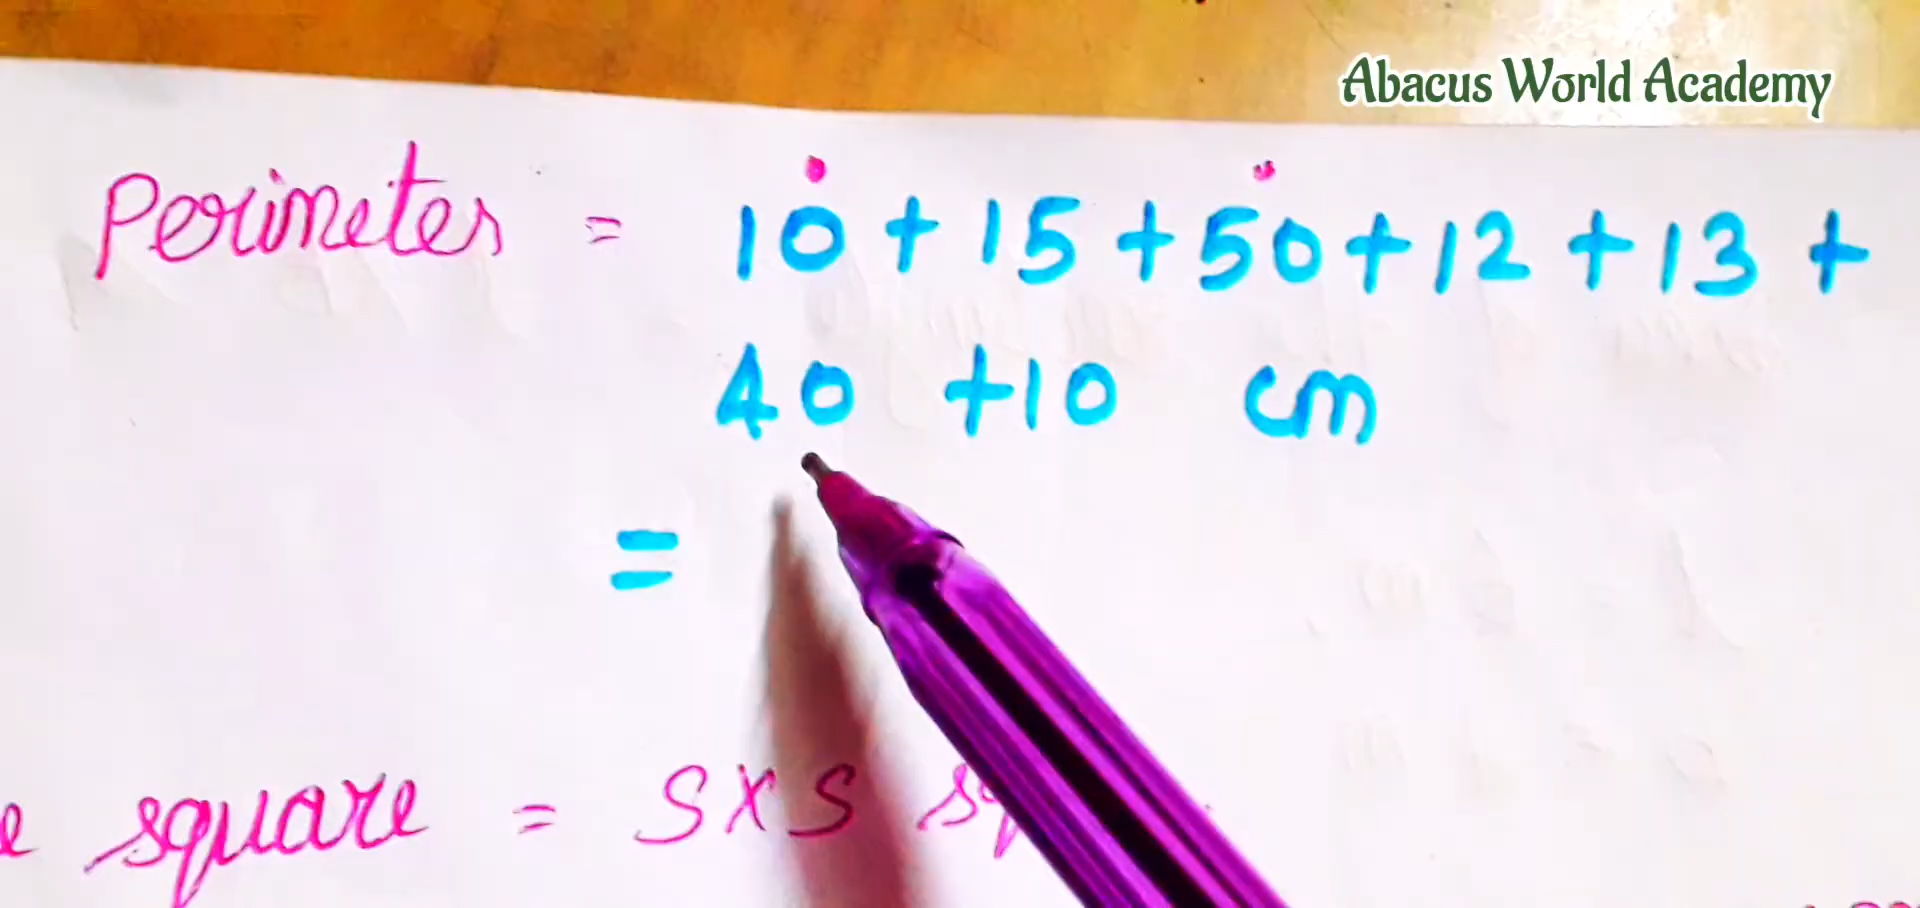 Abacus World Academy
Perimeter = 10 + 15 + 50 + 12 + 13 +
40 + 10 cm
=
square = S x S